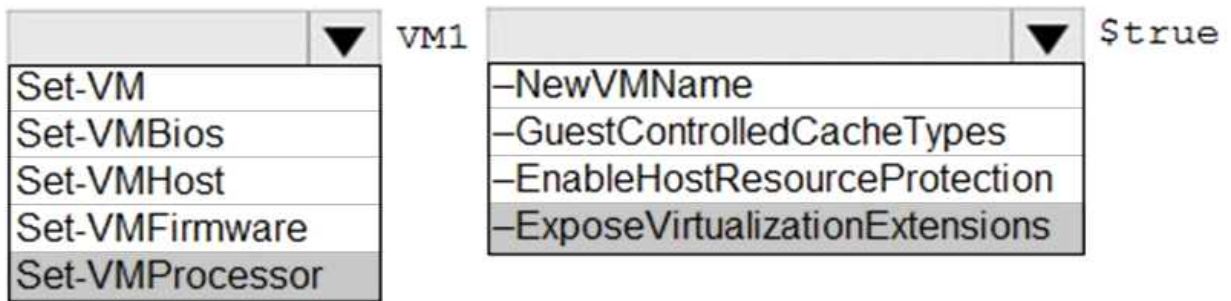 VM1 $true
Set-VM
Set-VMBios
Set-VMHost
Set-VMFirmware
Set-VMProcessor
–NewVMName
–GuestControlledCacheTypes
–EnableHostResourceProtection
–ExposeVirtualizationExtensions